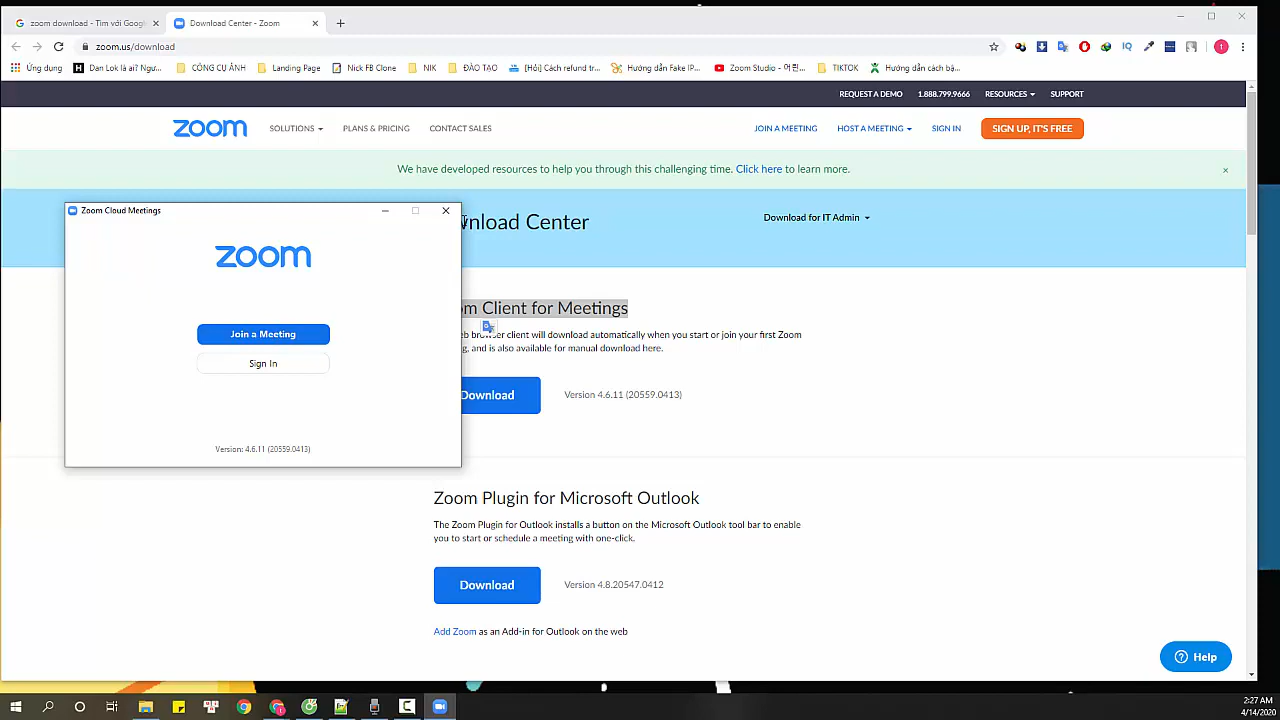 zoom download - Tìm với Googl
Download Center - Zoom
zoom.us/download
IQ
t
Ứng dụng
Dan Lok là ai? Ngư...
CÔNG CỤ ẢNH
Landing Page
Nick FB Clone
NIK
ĐÀO TẠO
[Hỏi] Cách refund tr...
Hướng dẫn Fake IP...
Zoom Studio - 어린...
TIKTOK
Hướng dẫn cách bậ...
REQUEST A DEMO
1.888.799.9666
RESOURCES
SUPPORT
zoom
SOLUTIONS
PLANS & PRICING
CONTACT SALES
JOIN A MEETING
HOST A MEETING
SIGN IN
SIGN UP, IT'S FREE
We have developed resources to help you through this challenging time. Click here to learn more.
Zoom Cloud Meetings
zoom
Join a Meeting
Sign In
Version: 4.6.11 (20559.0413)
wnload Center
Download for IT Admin
m Client for Meetings
eb browser client will download automatically when you start or join your first Zoom
g, and is also available for manual download here.
Download
Version 4.6.11 (20559.0413)
Zoom Plugin for Microsoft Outlook
The Zoom Plugin for Outlook installs a button on the Microsoft Outlook tool bar to enable
you to start or schedule a meeting with one-click.
Download
Version 4.8.20547.0412
Add Zoom as an Add-in for Outlook on the web
Help
2:27 AM
4/14/2020